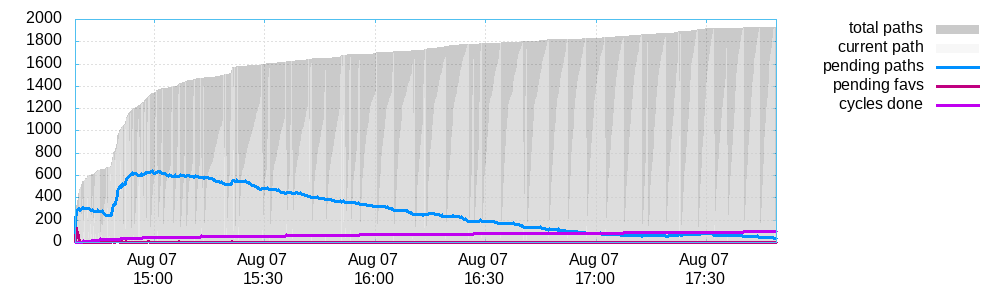 2000
1800
1600
1400
1200
1000
800
600
400
200
0
Aug 07
15:00
Aug 07
15:30
Aug 07
16:00
Aug 07
16:30
Aug 07
17:00
Aug 07
17:30
total paths
current path
pending paths
pending favs
cycles done